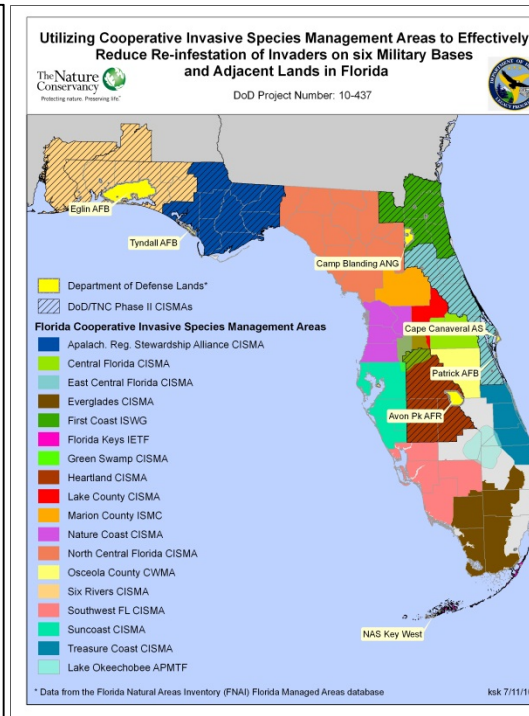 Utilizing Cooperative Invasive Species Management Areas to Effectively
Reduce Re-infestation of Invaders on six Military Bases
and Adjacent Lands in Florida
The Nature
Conservancy
Protecting nature. Preserving life.
DoD Project Number: 10-437
Eglin AFB
Tyndall AFB
Camp Blanding ANG
Cape Canaveral AS
Patrick AFB
Avon Pk AFR
NAS Key West
Department of Defense Lands*
DoD/TNC Phase II CISMAs
Florida Cooperative Invasive Species Management Areas
Apalach. Reg. Stewardship Alliance CISMA
Central Florida CISMA
East Central Florida CISMA
Everglades CISMA
First Coast ISWG
Florida Keys IETF
Green Swamp CISMA
Heartland CISMA
Lake County CISMA
Marion County ISMC
Nature Coast CISMA
North Central Florida CISMA
Osceola County CWMA
Six Rivers CISMA
Southwest FL CISMA
Suncoast CISMA
Treasure Coast CISMA
Lake Okeechobee APMTF
* Data from the Florida Natural Areas Inventory (FNAI) Florida Managed Areas database
ksk 7/11/10